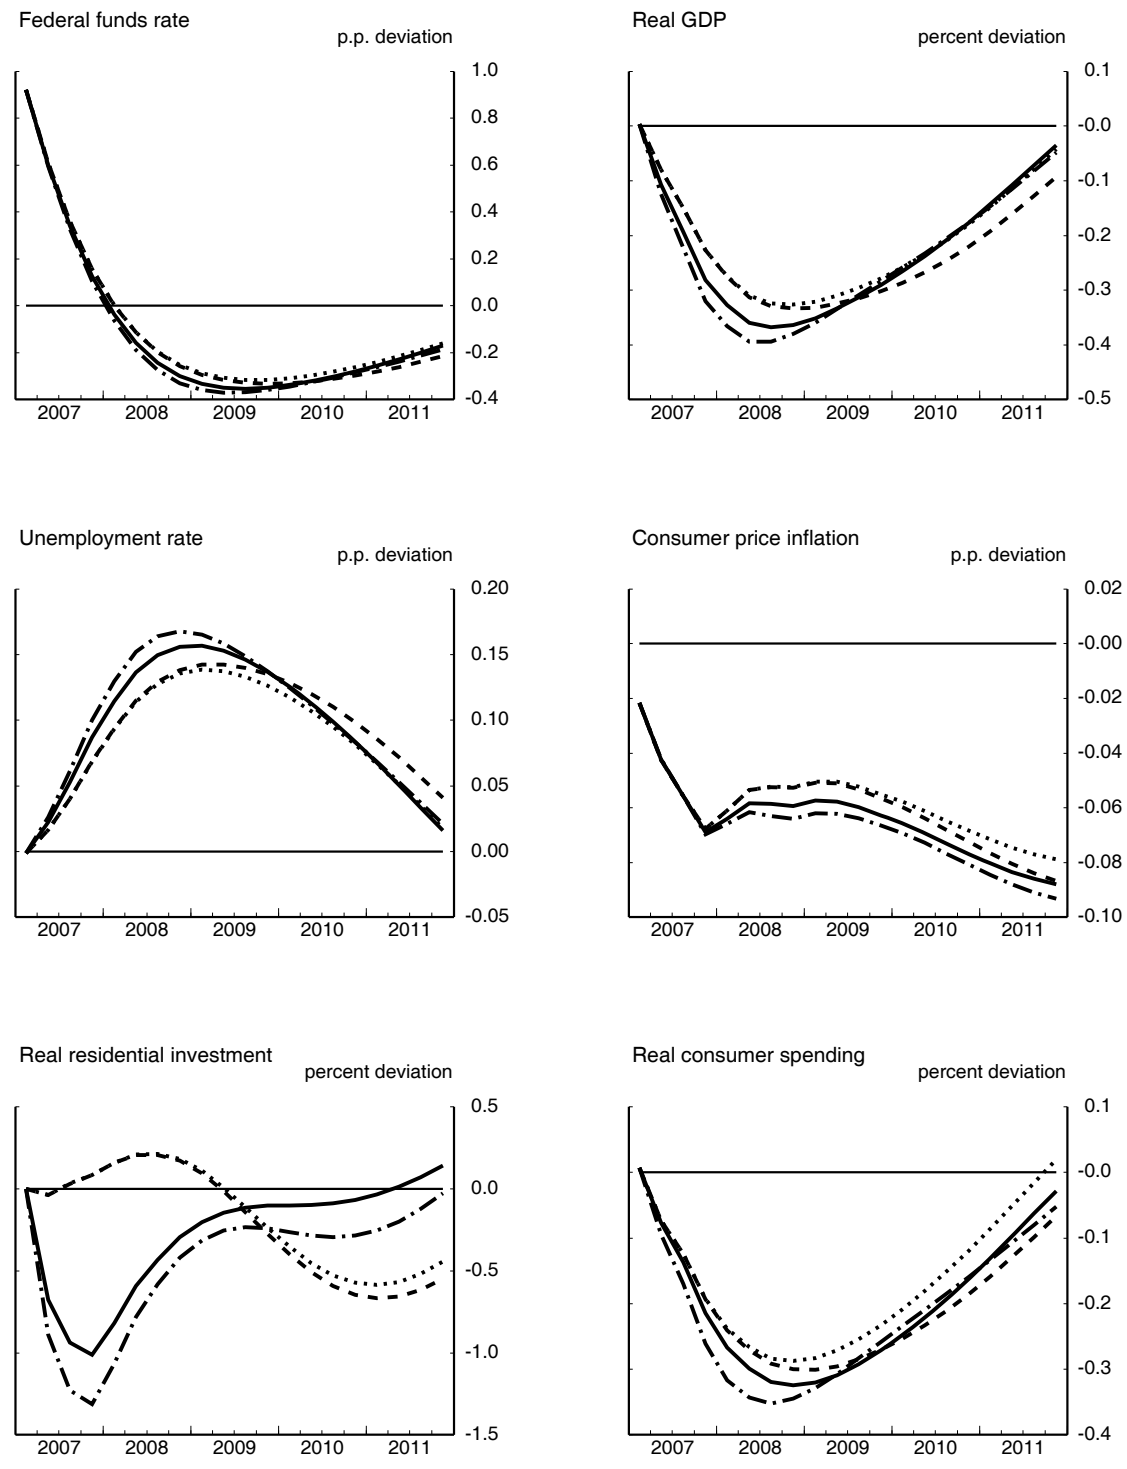 Federal funds rate
p.p. deviation
1.0
0.8
0.6
0.4
0.2
0.0
-0.2
-0.4
2007 2008 2009 2010 2011
Real GDP
percent deviation
0.1
-0.0
-0.1
-0.2
-0.3
-0.4
-0.5
2007 2008 2009 2010 2011
Unemployment rate
p.p. deviation
0.20
0.15
0.10
0.05
0.00
-0.05
2007 2008 2009 2010 2011
Consumer price inflation
p.p. deviation
0.02
-0.00
-0.02
-0.04
-0.06
-0.08
-0.10
2007 2008 2009 2010 2011
Real residential investment
percent deviation
0.5
0.0
-0.5
-1.0
-1.5
2007 2008 2009 2010 2011
Real consumer spending
percent deviation
0.1
-0.0
-0.1
-0.2
-0.3
-0.4
2007 2008 2009 2010 2011